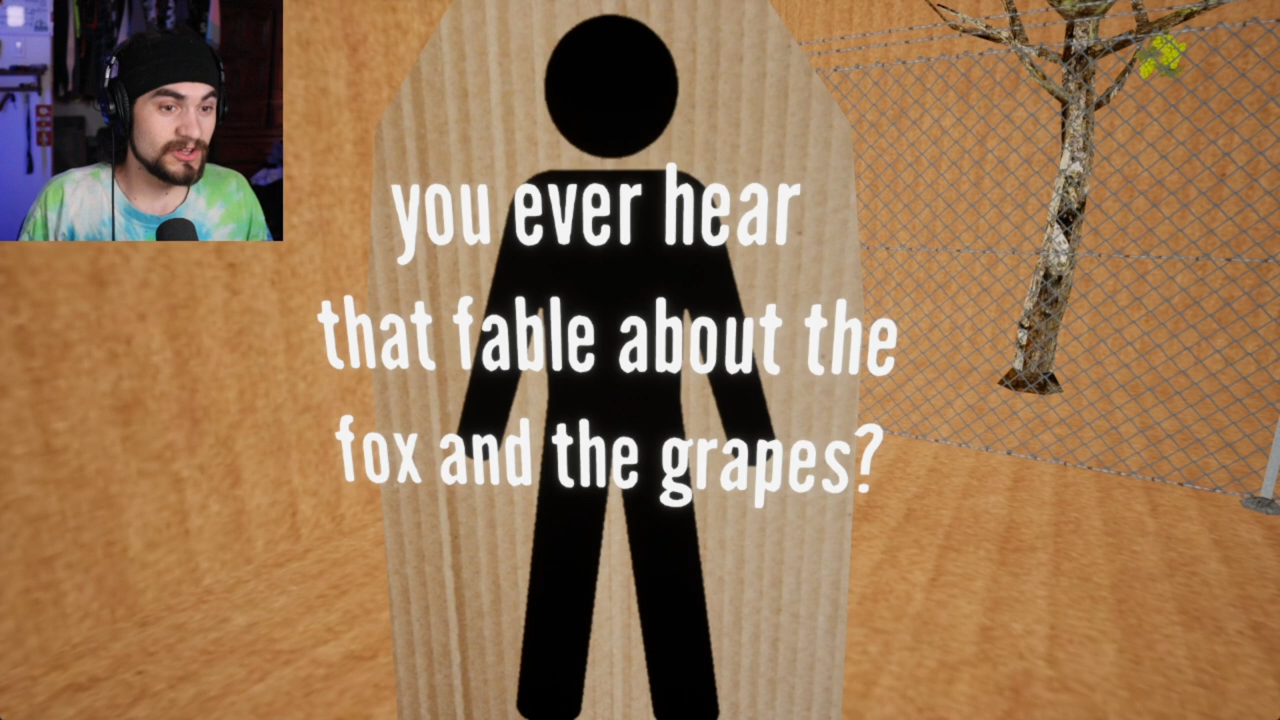 you ever hear
that fable about the
fox and the grapes?